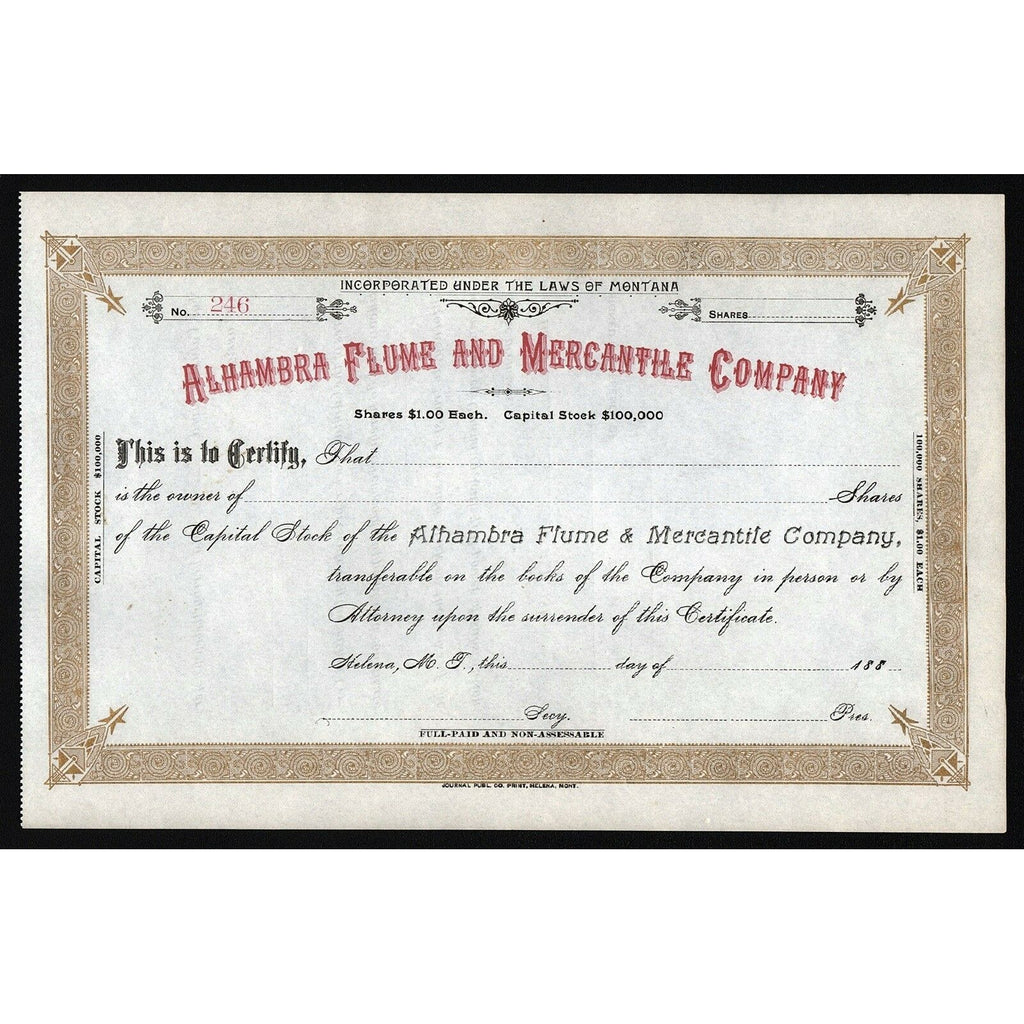 INCORPORATED UNDER THE LAWS OF MONTANA
No. 246
SHARES
ALHAMBRA FLUME AND MERCANTILE COMPANY
Shares $1.00 Each. Capital Stock $100,000
CAPITAL STOCK $100,000
This is to Certify, That
is the owner of Shares
of the Capital Stock of the Alhambra Flume & Mercantile Company,
transferable on the books of the Company in person or by
Attorney upon the surrender of this Certificate.
100,000 SHARES, $1.00 EACH
Helena, M. T., this day of 188
Secy. Pres.
FULL-PAID AND NON-ASSESSABLE
JOURNAL PUBL. CO. PRINT, HELENA, MONT.